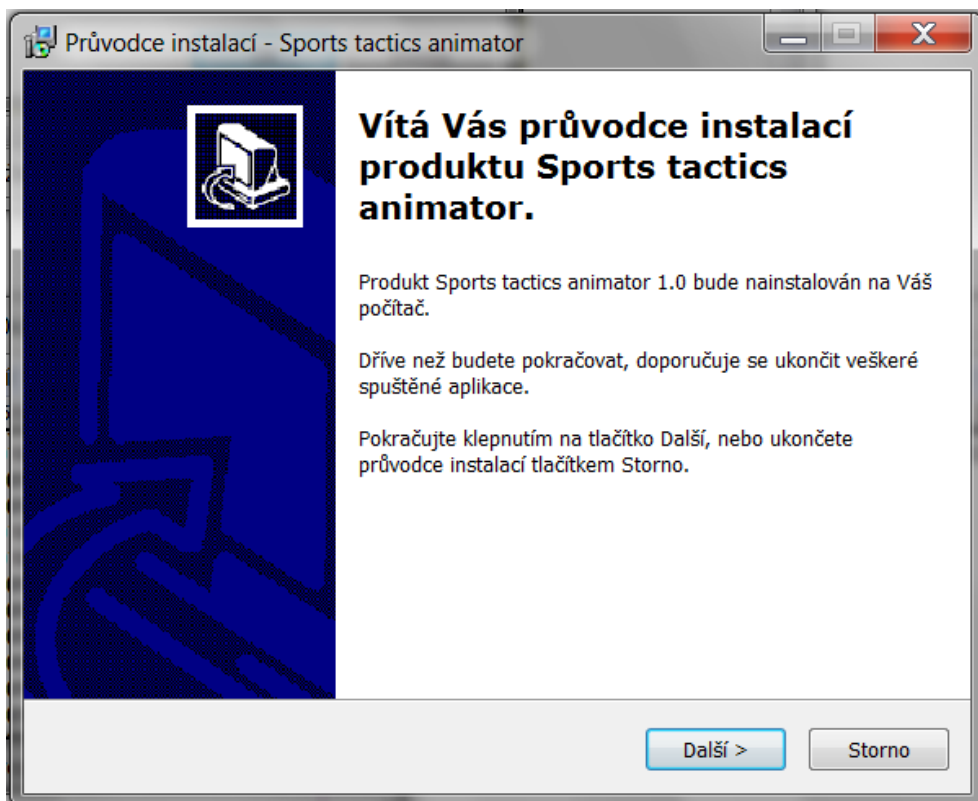 Průvodce instalací - Sports tactics animator
Vítá Vás průvodce instalací
produktu Sports tactics
animator.
Produkt Sports tactics animator 1.0 bude nainstalován na Váš
počítač.
Dříve než budete pokračovat, doporučuje se ukončit veškeré
spuštěné aplikace.
Pokračujte klepnutím na tlačítko Další, nebo ukončete
průvodce instalací tlačítkem Storno.
Další >
Storno